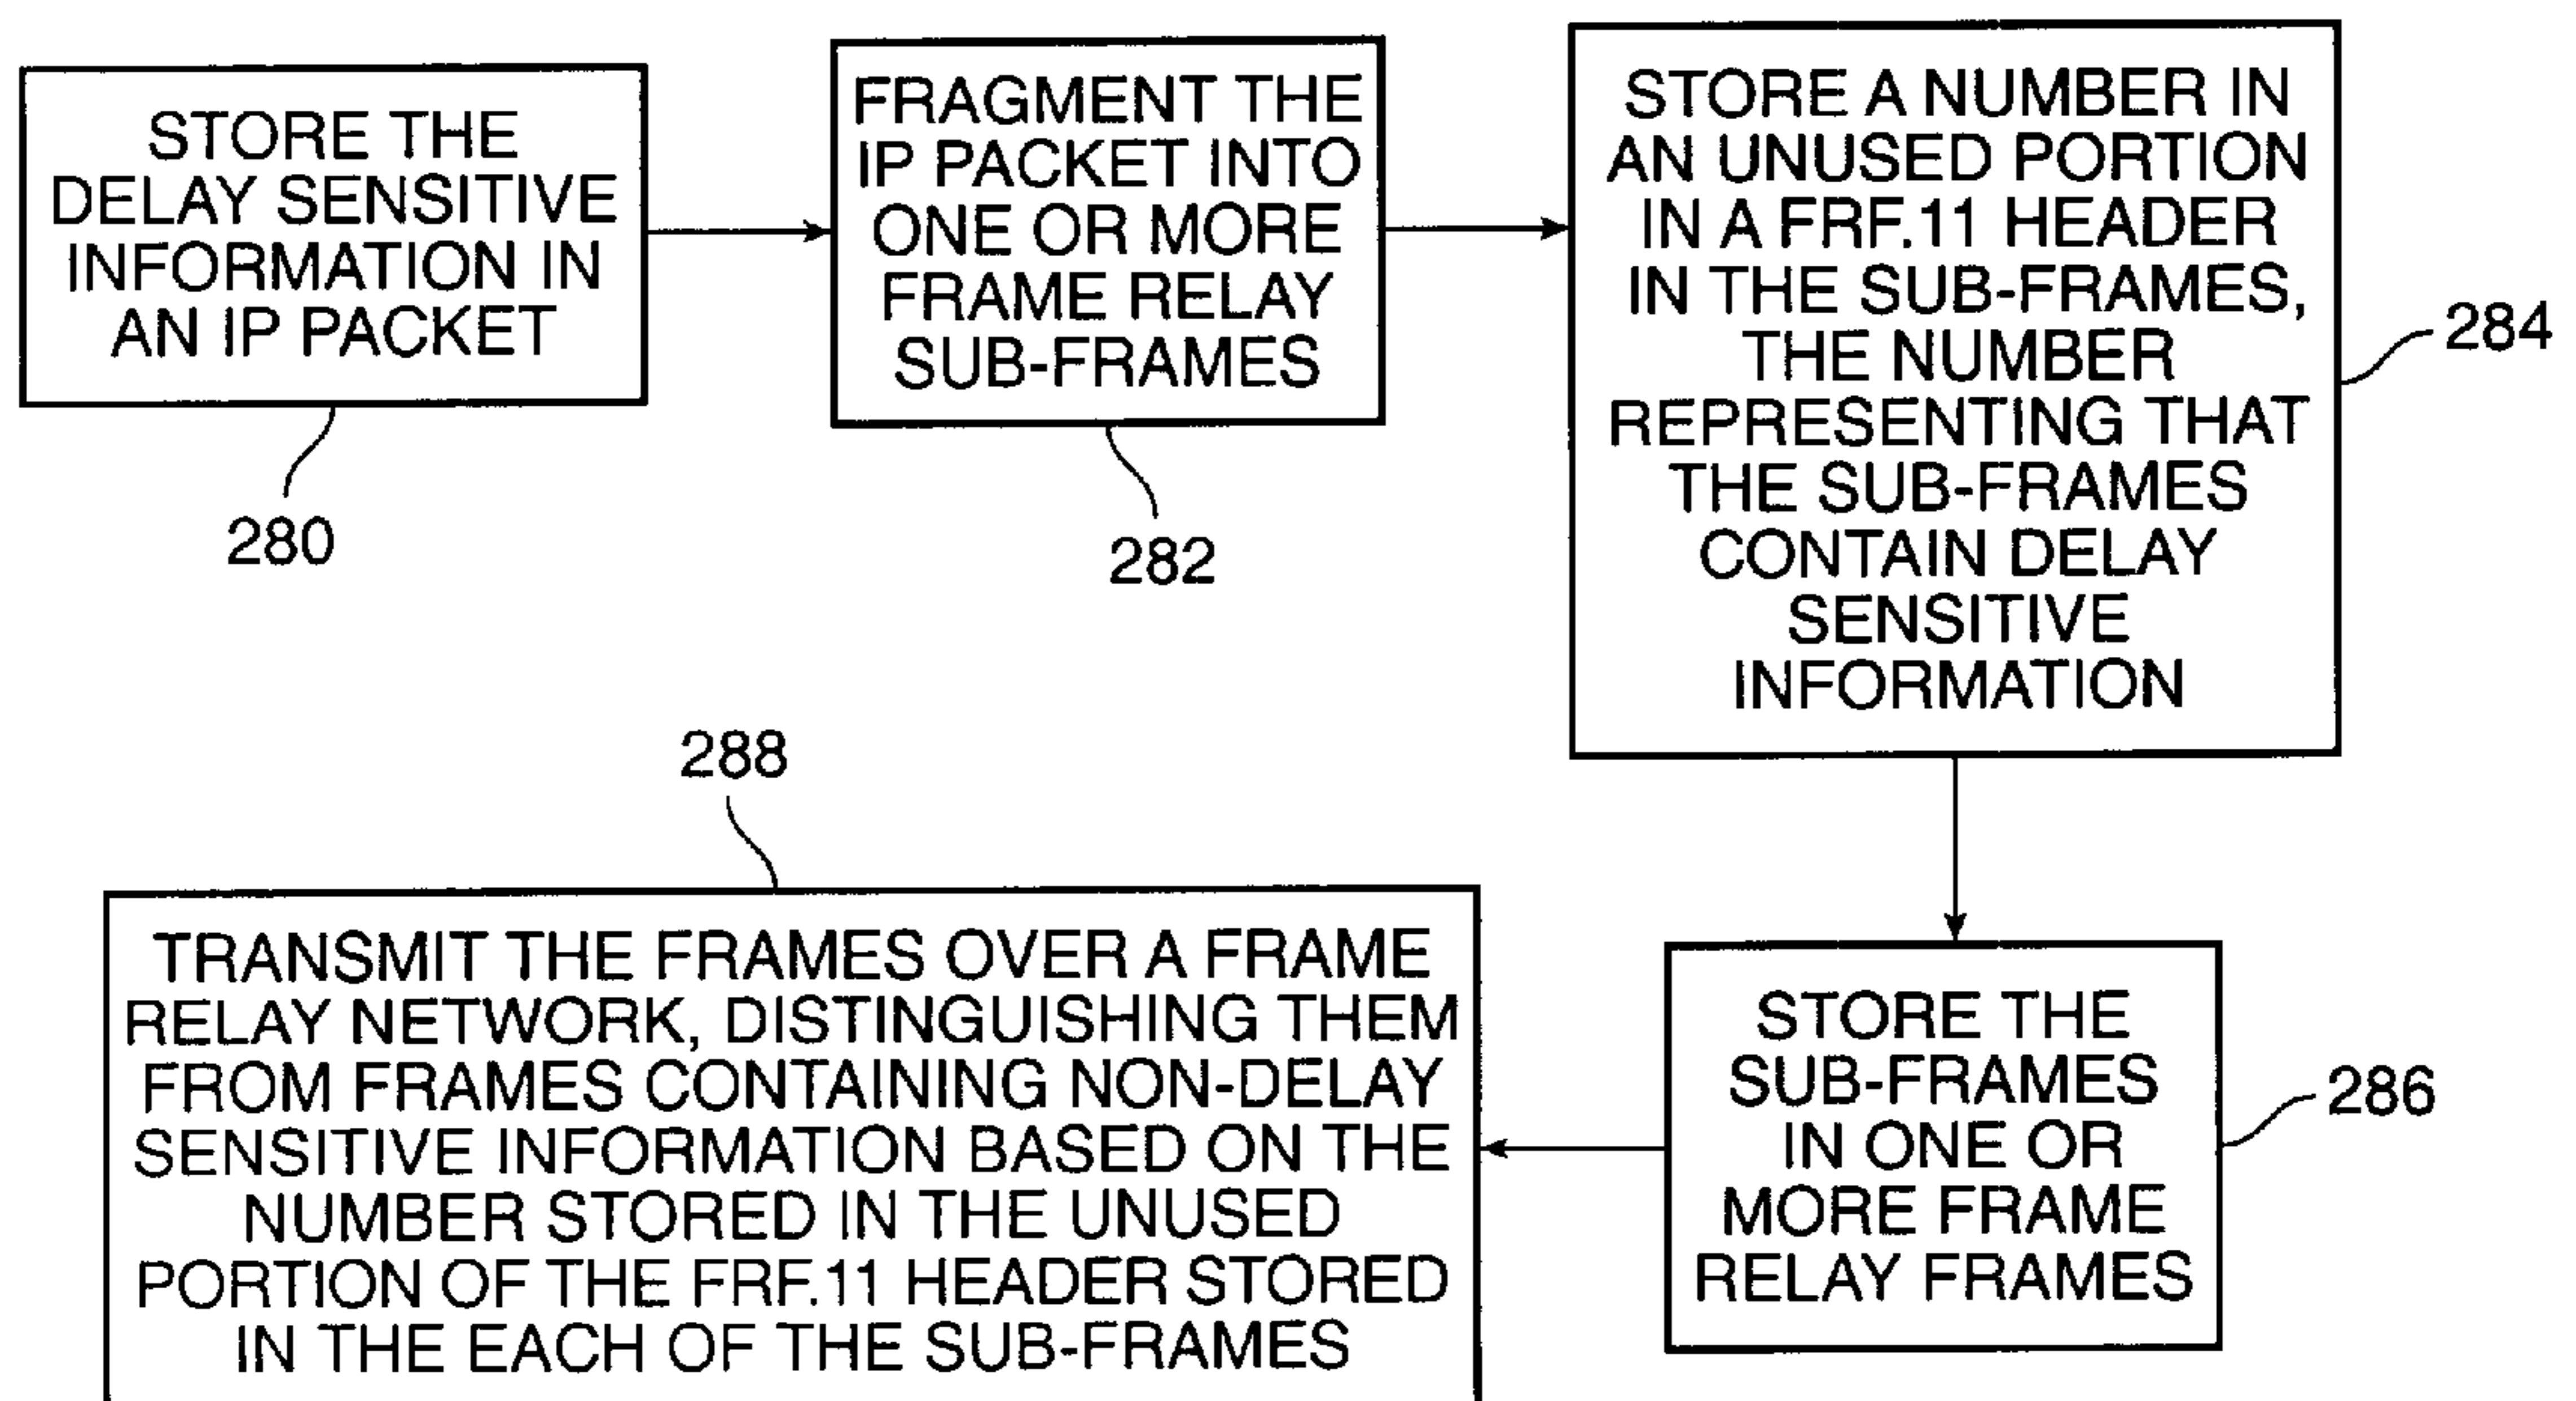 STORE THE
DELAY SENSITIVE
INFORMATION IN
AN IP PACKET
280
FRAGMENT THE
IP PACKET INTO
ONE OR MORE
FRAME RELAY
SUB-FRAMES
282
STORE A NUMBER IN
AN UNUSED PORTION
IN A FRF.11 HEADER
IN THE SUB-FRAMES,
THE NUMBER
REPRESENTING THAT
THE SUB-FRAMES
CONTAIN DELAY
SENSITIVE
INFORMATION
284
STORE THE
SUB-FRAMES
IN ONE OR
MORE FRAME
RELAY FRAMES
286
288
TRANSMIT THE FRAMES OVER A FRAME
RELAY NETWORK, DISTINGUISHING THEM
FROM FRAMES CONTAINING NON-DELAY
SENSITIVE INFORMATION BASED ON THE
NUMBER STORED IN THE UNUSED
PORTION OF THE FRF.11 HEADER STORED
IN THE EACH OF THE SUB-FRAMES